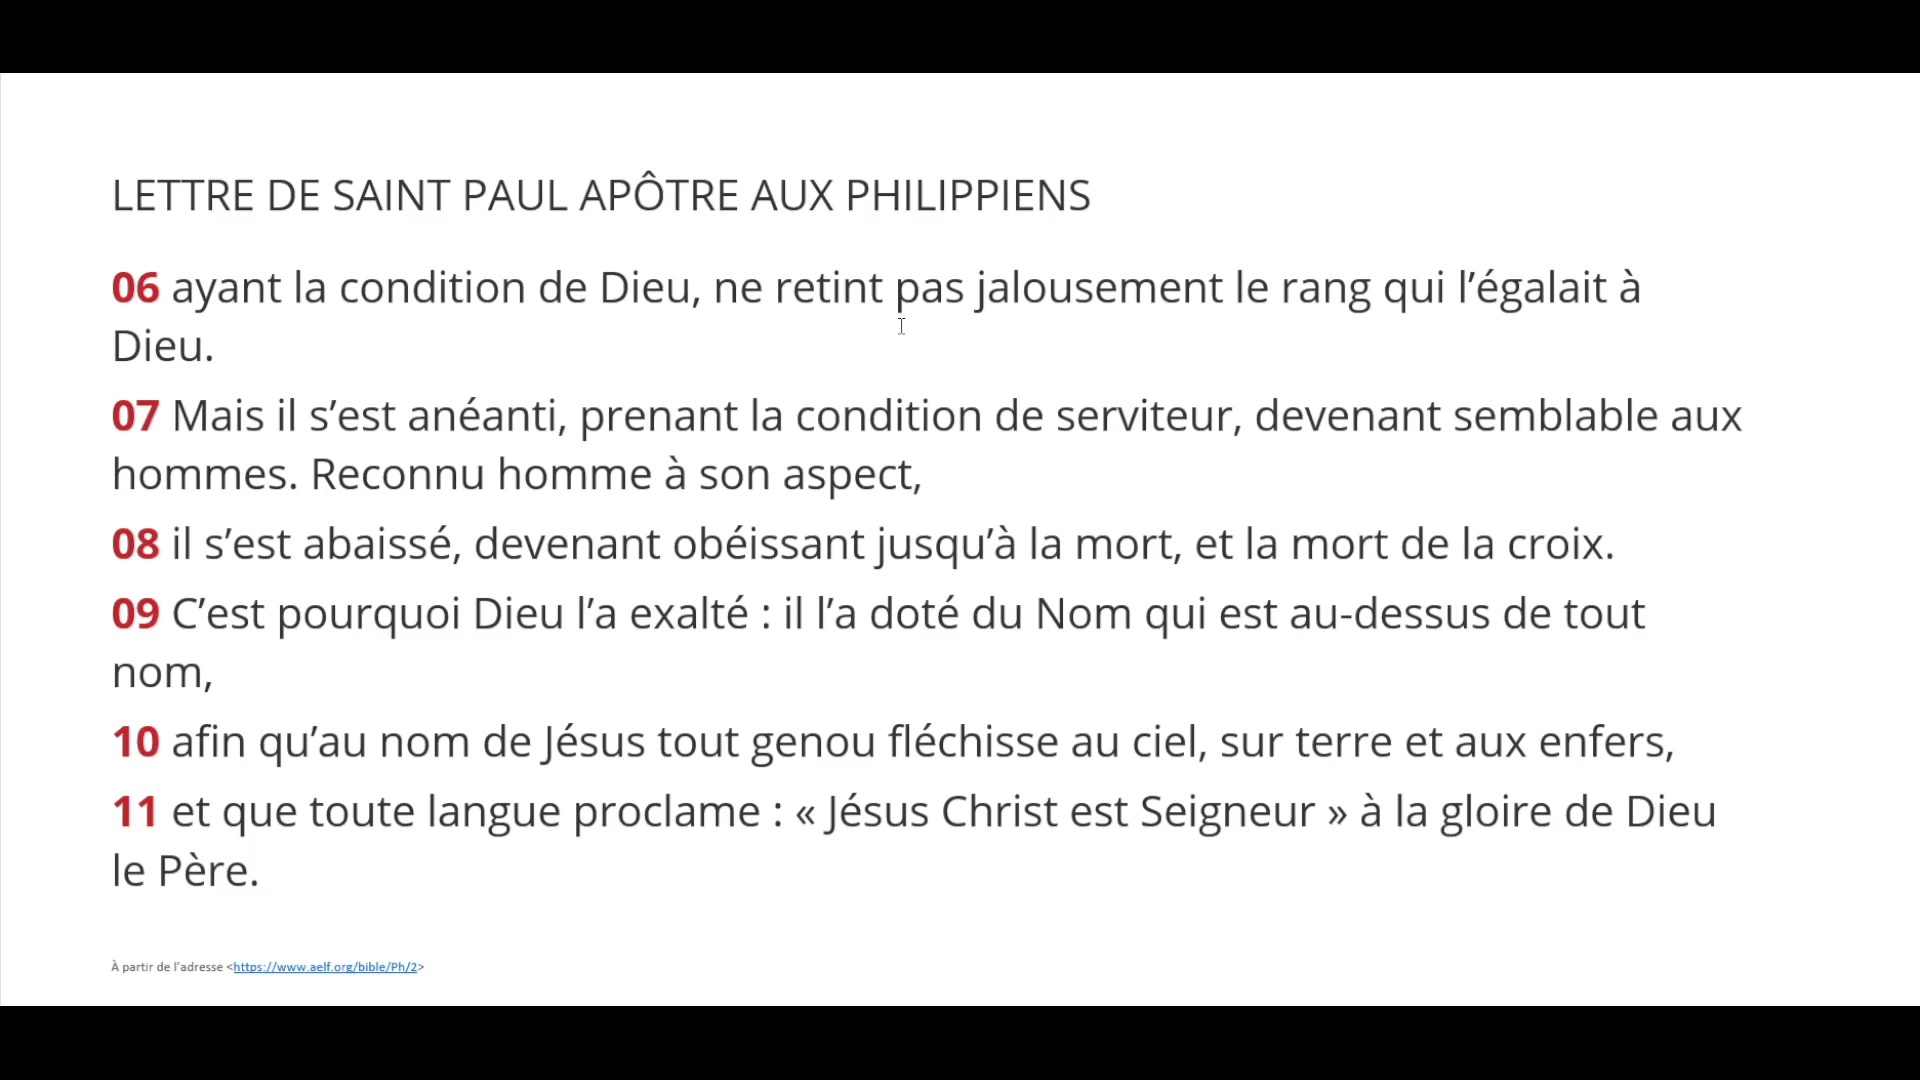 LETTRE DE SAINT PAUL APÔTRE AUX PHILIPPIENS
06 ayant la condition de Dieu, ne retint pas jalousement le rang qui l’égalait à
Dieu.
07 Mais il s’est anéanti, prenant la condition de serviteur, devenant semblable aux
hommes. Reconnu homme à son aspect,
08 il s’est abaissé, devenant obéissant jusqu’à la mort, et la mort de la croix.
09 C’est pourquoi Dieu l’a exalté : il l’a doté du Nom qui est au-dessus de tout
nom,
10 afin qu’au nom de Jésus tout genou fléchisse au ciel, sur terre et aux enfers,
11 et que toute langue proclame : « Jésus Christ est Seigneur » à la gloire de Dieu
le Père.
À partir de l’adresse <https://www.aelf.org/bible/Ph/2>